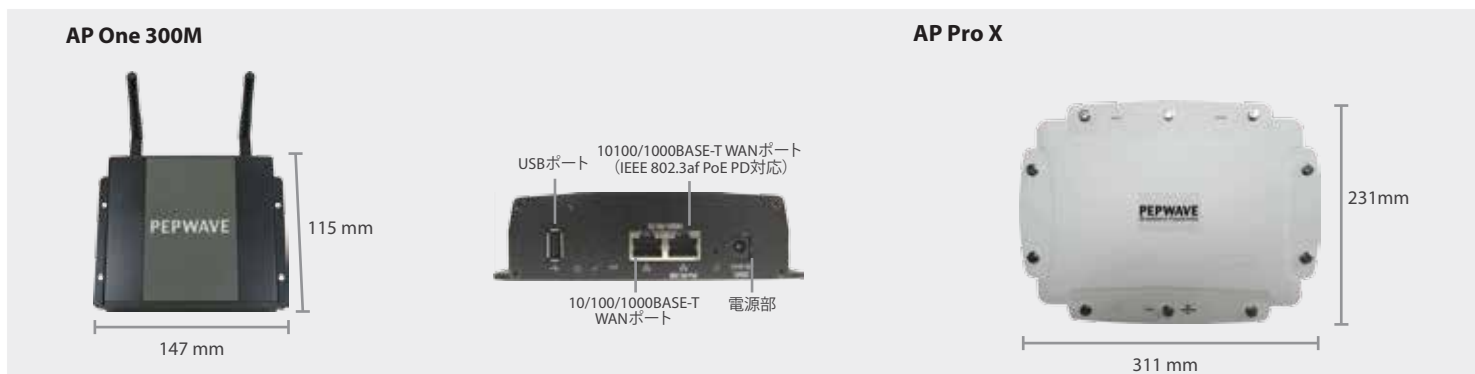 AP One 300M
AP Pro X
PEPWAVE
115 mm
147 mm
USBポート
10100/1000BASE-T WANポート
（IEEE 802.3af PoE PD対応）
10/100/1000BASE-T
WANポート
電源部
PEPWAVE
231mm
311 mm